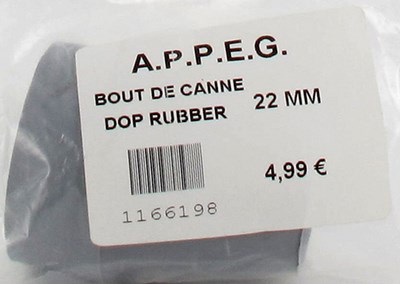 A.P.P.E.G.
BOUT DE CANNE
DOP RUBBER 22 MM
4,99 €
1166198